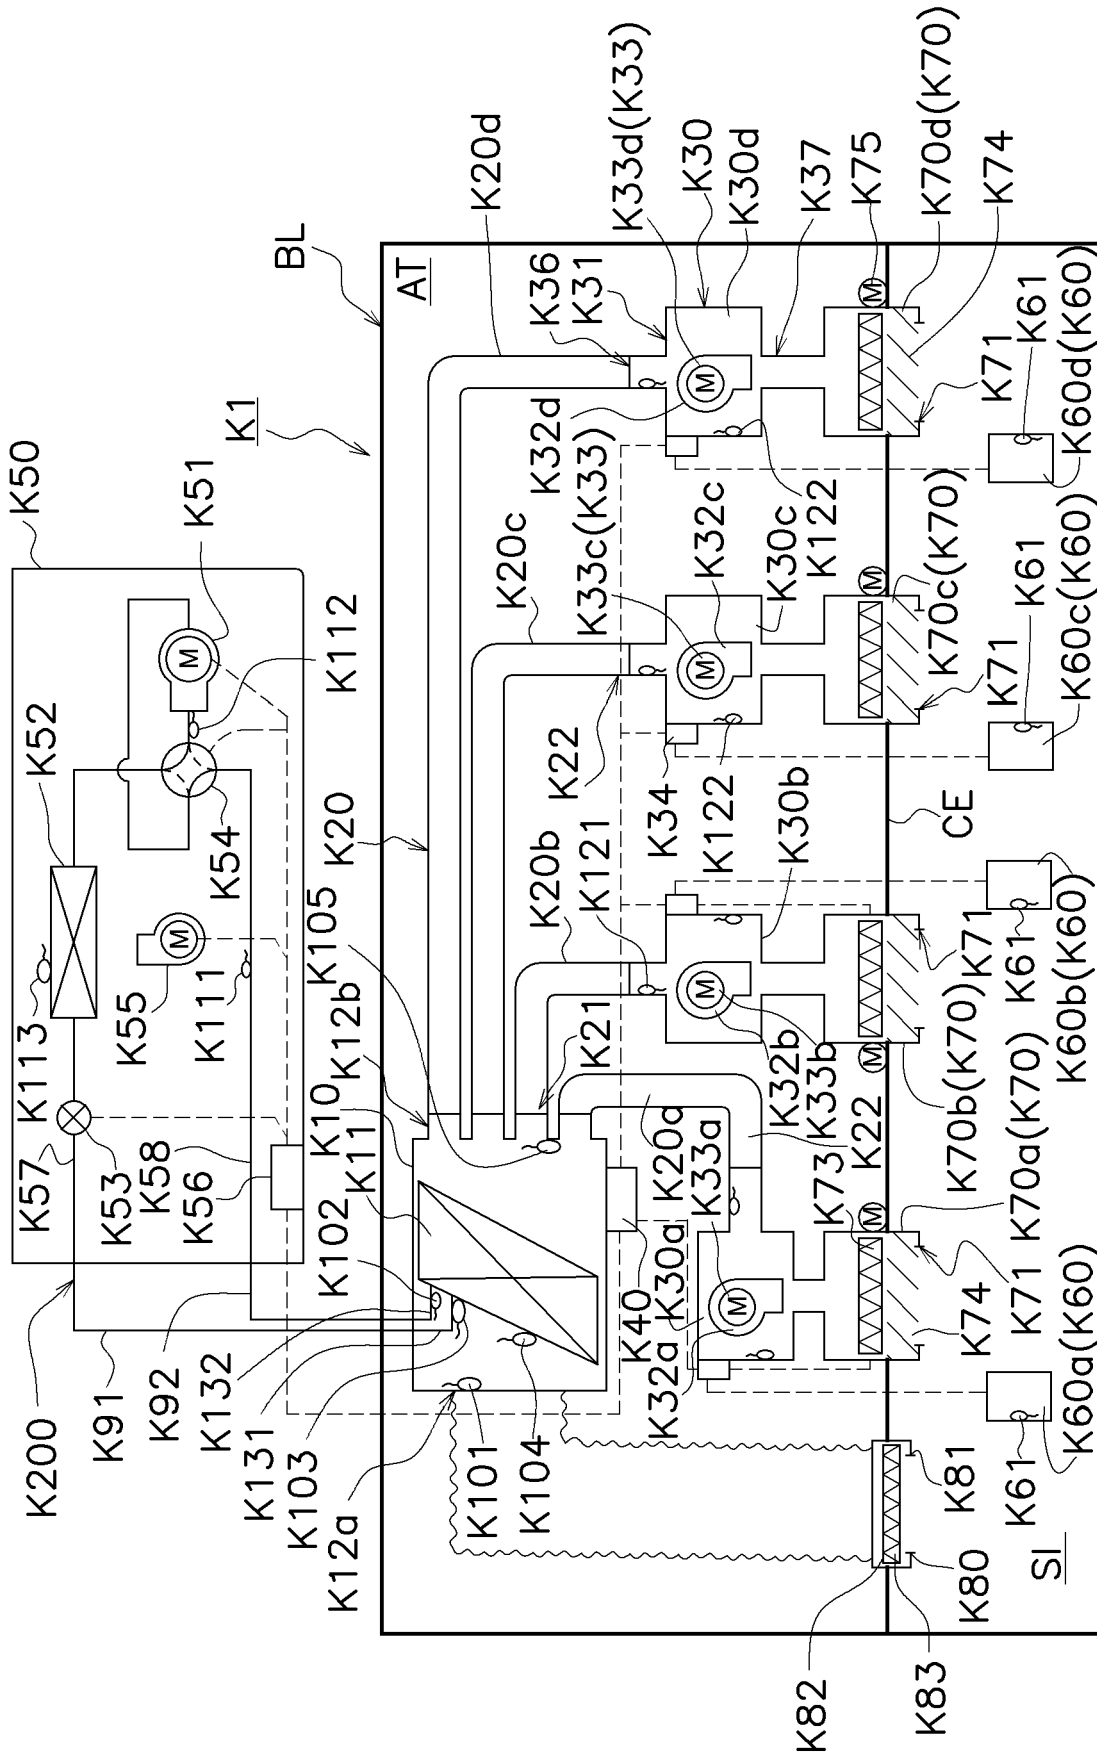 K50
K51
K112
K52
K54
K113
K55
K111
K57
K53
K58
K56
K200
K91
K92
K1
BL
AT
K20d
K36
K31
K33d(K33)
K30
K30d
K37
K75
K70d(K70)
K74
K20
K20c
K32d
K33c(K33)
K22
K32c
K30c
K122
K34
K122
K70c(K70)
K71
K61
K60d(K60)
K71
K61
K60c(K60)
CE
K105
K12b
K10
K11
K102
K132
K131
K103
K12a
K101
K104
K21
K20b
K121
K30b
K32b
K33b
K20a
K22
K33a
K30a
K40
K32a
K73
K70b(K70)
K71
K61
K60b(K60)
K70a(K70)
K71
K74
K60a(K60)
K61
K81
K80
SI
K82
K83
M
M
M
M
M
M
M
M
M
M